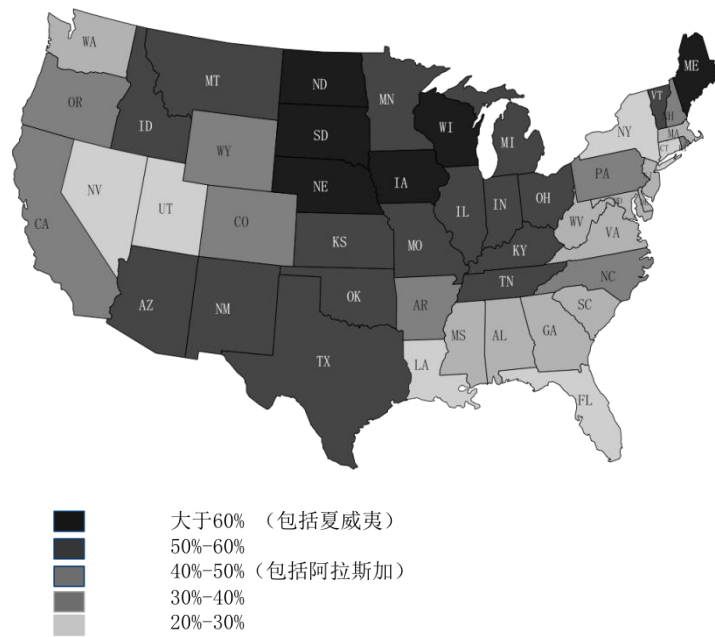 WA
MT
ND
ME
OR
ID
MN
VT
NH
SD
WI
NY
MA
WY
MI
CT
NE
IA
PA
NV
UT
CO
IL
IN
OH
CA
WV
VA
KS
MO
KY
AZ
NM
OK
TN
NC
AR
SC
MS
AL
GA
TX
LA
FL
大于60% （包括夏威夷）
50%-60%
40%-50%（包括阿拉斯加）
30%-40%
20%-30%